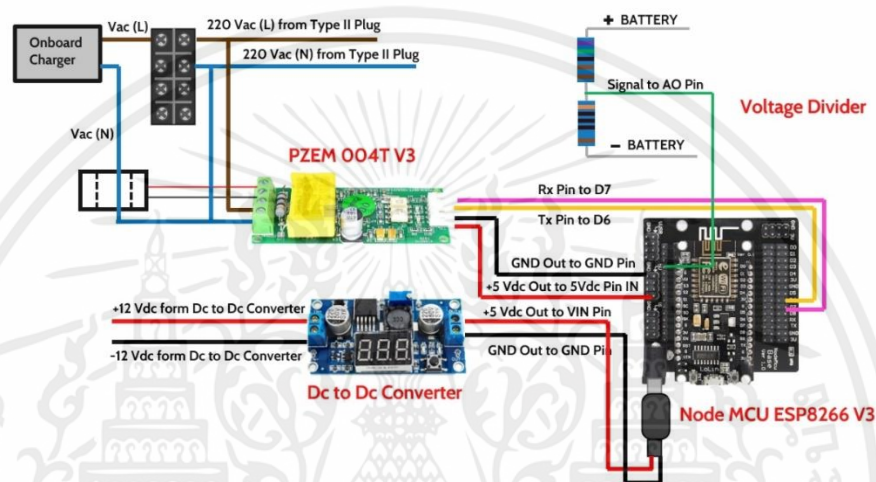 + BATTERY
Vac (L)
220 Vac (L) from Type II Plug
Onboard
Charger
220 Vac (N) from Type II Plug
Signal to AO Pin
Voltage Divider
Vac (N)
- BATTERY
PZEM 004T V3
Rx Pin to D7
Tx Pin to D6
GND Out to GND Pin
+5 Vdc Out to 5Vdc Pin IN
+12 Vdc form Dc to Dc Converter
+5 Vdc Out to VIN Pin
-12 Vdc form Dc to Dc Converter
GND Out to GND Pin
Dc to Dc Converter
Node MCU ESP8266 V3